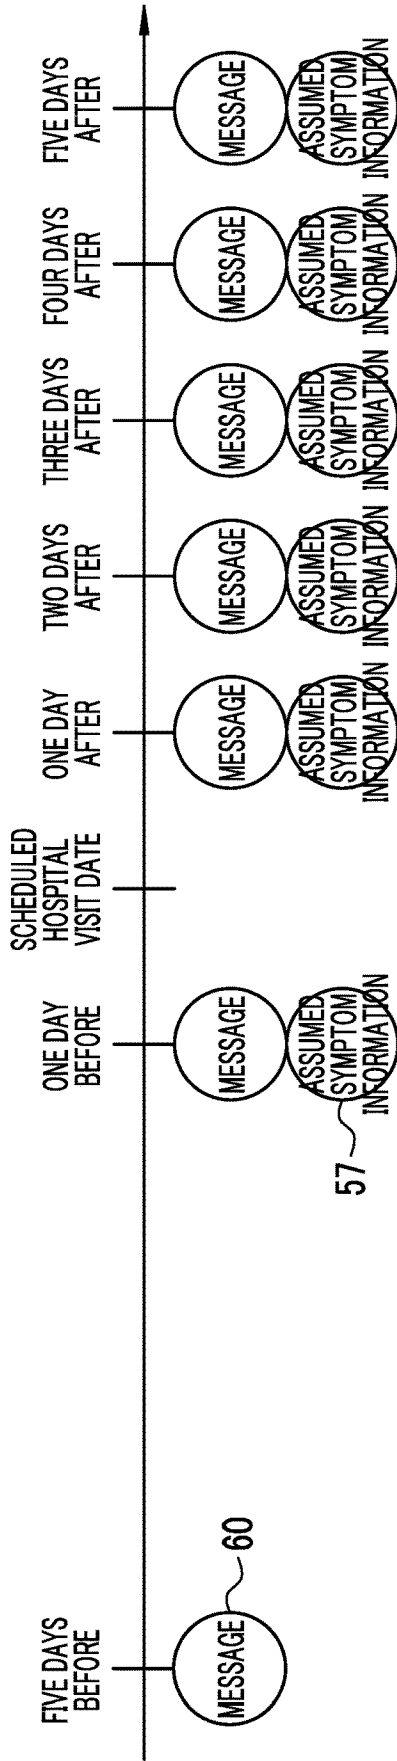 FIVE DAYS
BEFORE
ONE DAY
BEFORE
SCHEDULED
HOSPITAL
VISIT DATE
ONE DAY
AFTER
TWO DAYS
AFTER
THREE DAYS
AFTER
FOUR DAYS
AFTER
FIVE DAYS
AFTER
MESSAGE
60
MESSAGE
ASSUMED
SYMPTOM
INFORMATION
57
MESSAGE
ASSUMED
SYMPTOM
INFORMATION
MESSAGE
ASSUMED
SYMPTOM
INFORMATION
MESSAGE
ASSUMED
SYMPTOM
INFORMATION
MESSAGE
ASSUMED
SYMPTOM
INFORMATION
MESSAGE
ASSUMED
SYMPTOM
INFORMATION